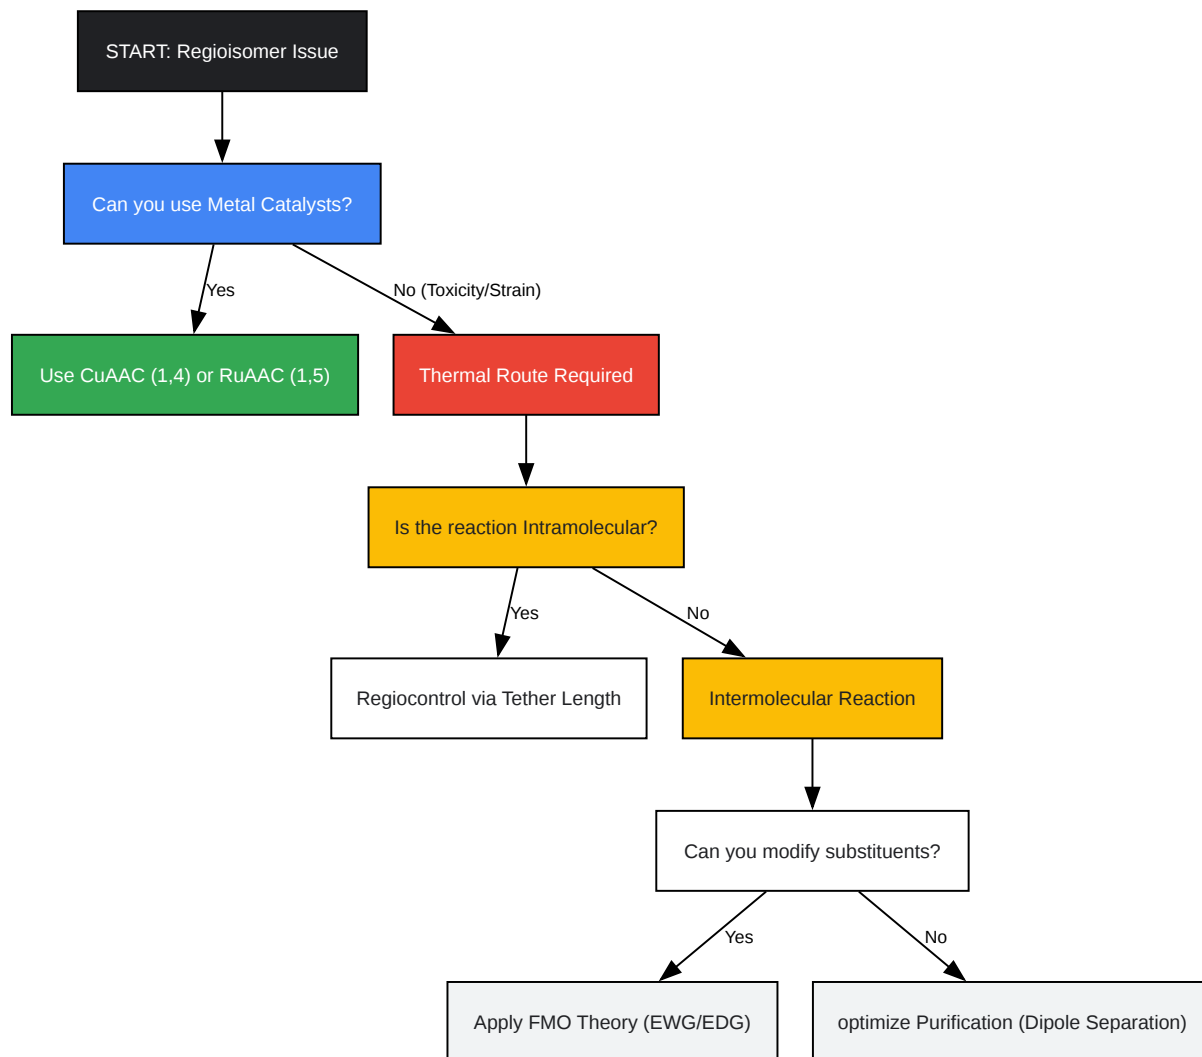 START: Regioisomer Issue
Can you use Metal Catalysts?
Yes
No (Toxicity/Strain)
Use CuAAC (1,4) or RuAAC (1,5)
Thermal Route Required
Is the reaction Intramolecular?
Yes
No
Regiocontrol via Tether Length
Intermolecular Reaction
Can you modify substituents?
Yes
No
Apply FMO Theory (EWG/EDG)
optimize Purification (Dipole Separation)